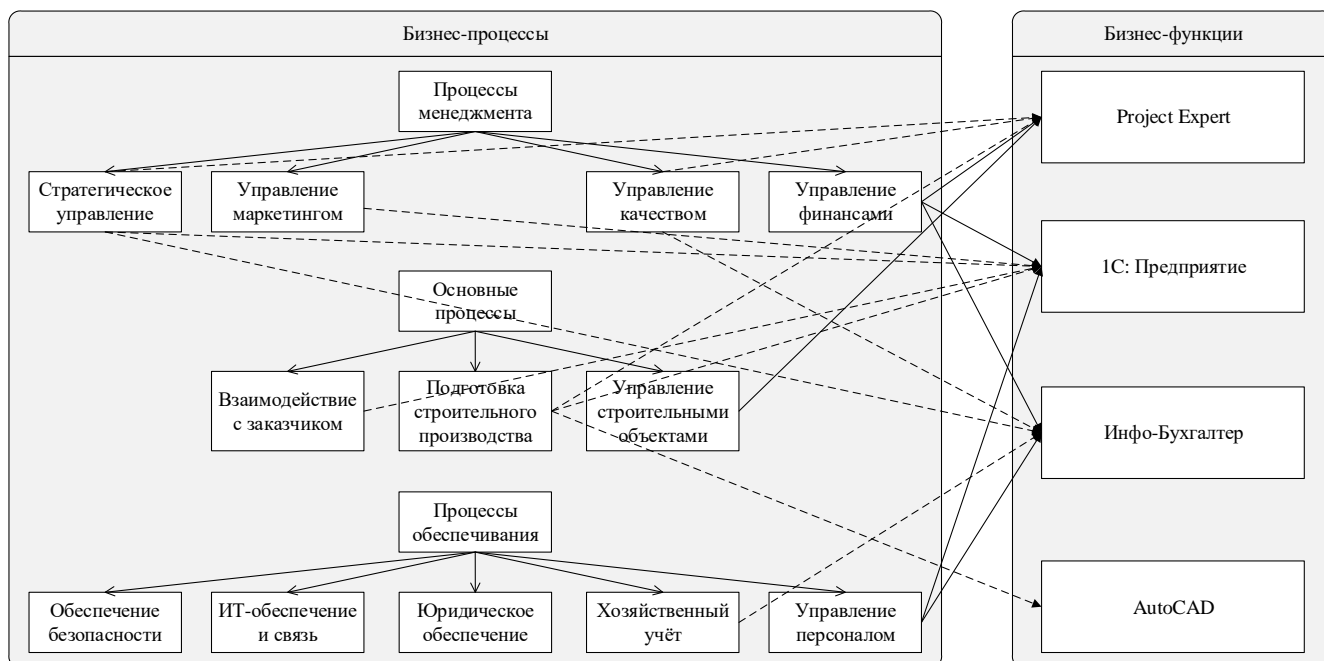 Бизнес-процессы
Бизнес-функции
Процессы
менеджмента
Project Expert
Стратегическое
управление
Управление
маркетингом
Управление
качеством
Управление
финансами
1С: Предприятие
Основные
процессы
Взаимодействие
с заказчиком
Подготовка
строительного
производства
Управление
строительными
объектами
Инфо-Бухгалтер
Процессы
обеспечивания
Обеспечение
безопасности
ИТ-обеспечение
и связь
Юридическое
обеспечение
Хозяйственный
учёт
Управление
персоналом
AutoCAD